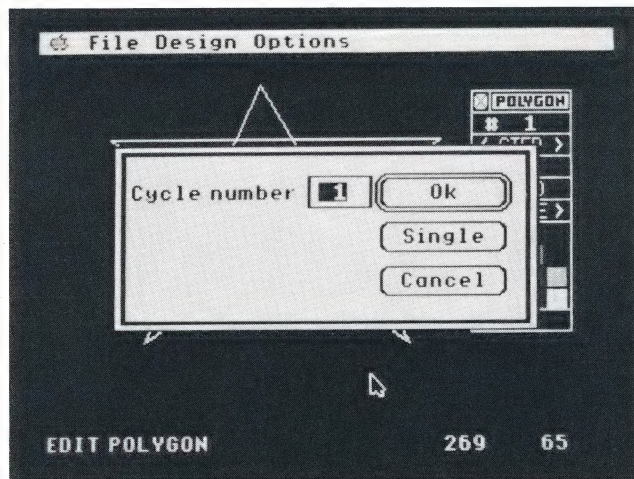 File Design Options
POLYGON
# 1
Cycle number 1
Ok
Single
Cancel
EDIT POLYGON 269 65